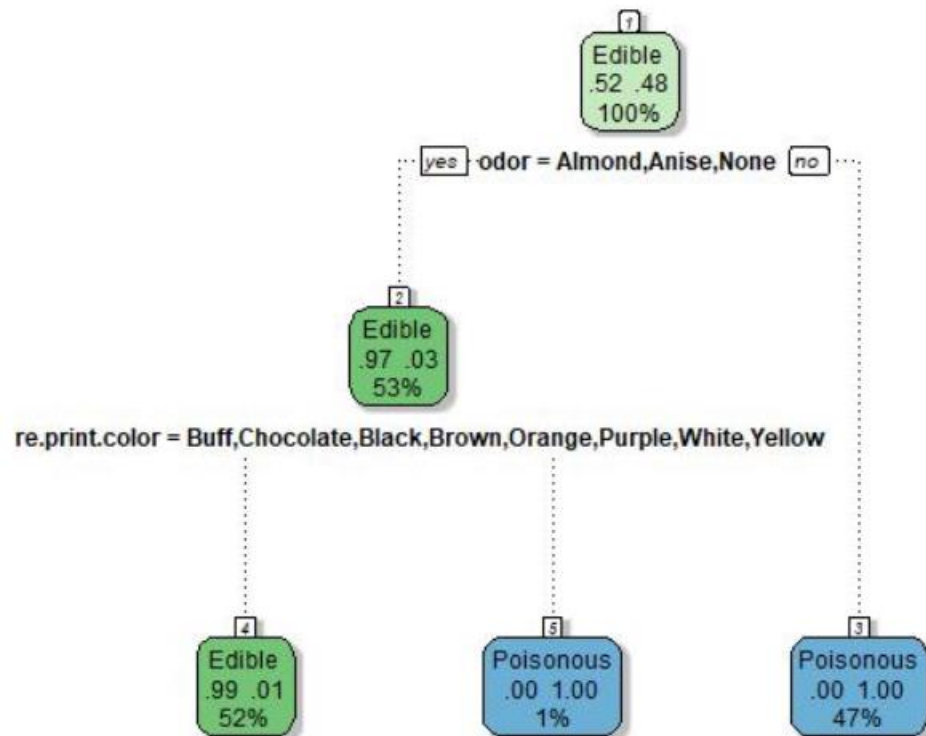 1
Edible
.52 .48
100%
yes odor = Almond,Anise,None no
2
Edible
.97 .03
53%
re.print.color = Buff,Chocolate,Black,Brown,Orange,Purple,White,Yellow
4
Edible
.99 .01
52%
5
Poisonous
.00 1.00
1%
3
Poisonous
.00 1.00
47%